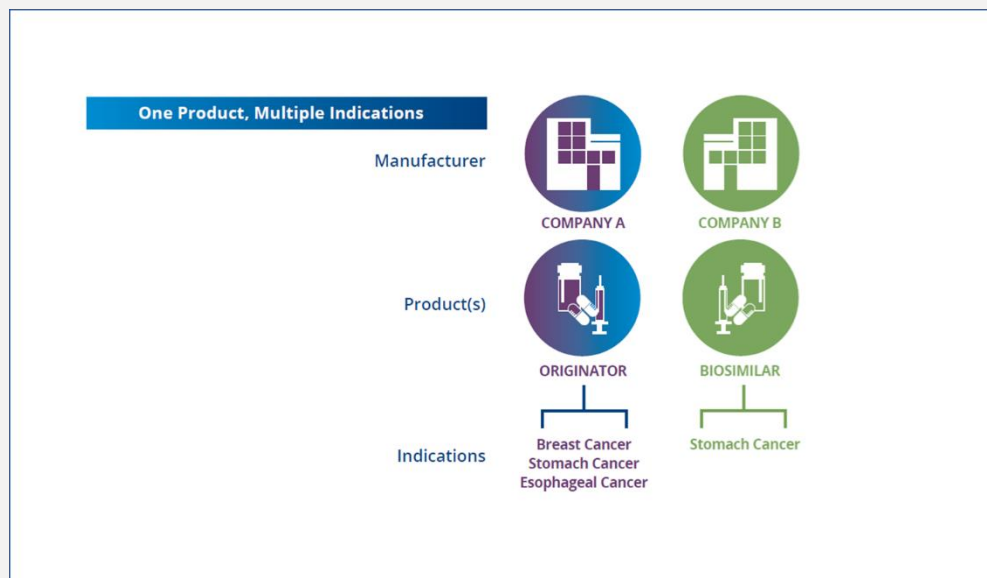 One Product, Multiple Indications
Manufacturer
COMPANY A
COMPANY B
Product(s)
ORIGINATOR
BIOSIMILAR
Indications
Breast Cancer
Stomach Cancer
Esophageal Cancer
Stomach Cancer